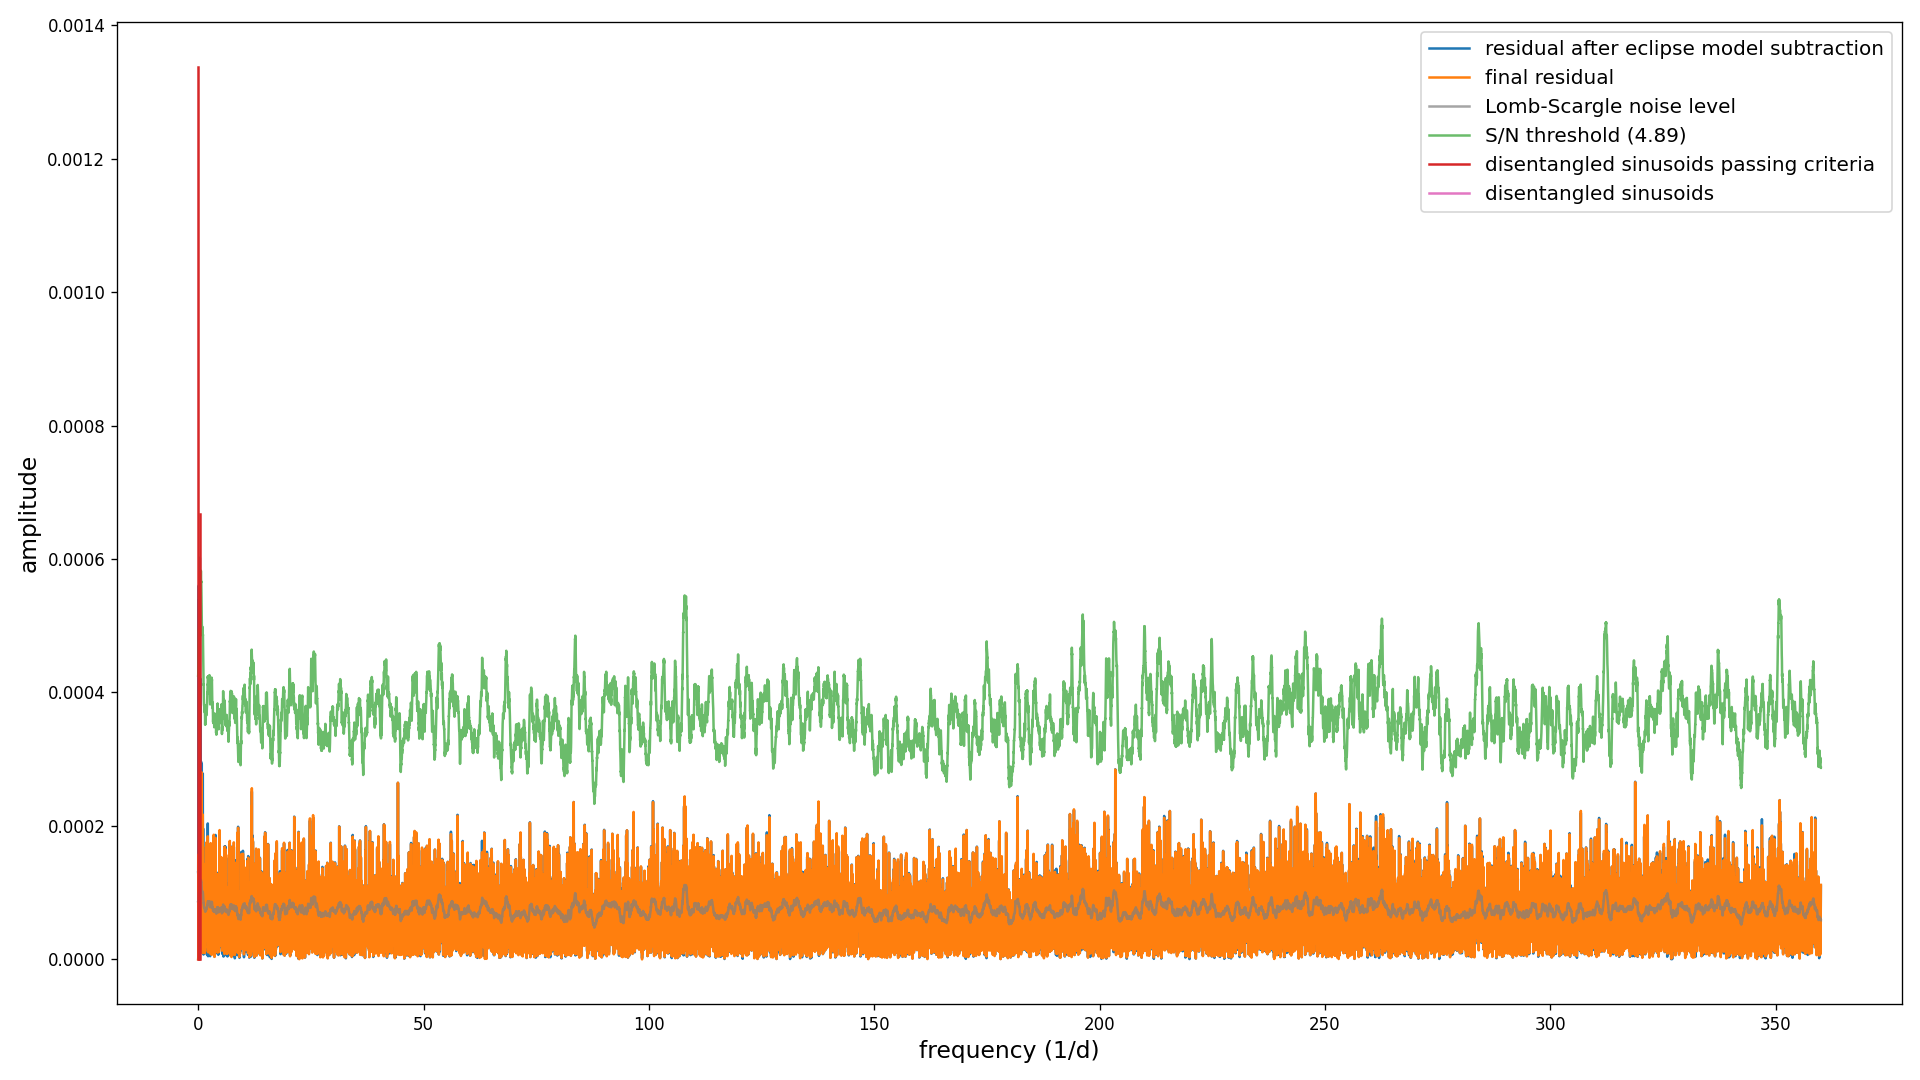 0.0014
0.0012
0.0010
0.0008
0.0006
0.0004
0.0002
0.0000
amplitude
0 50 100 150 200 250 300 350
frequency (1/d)
residual after eclipse model subtraction
final residual
Lomb-Scargle noise level
S/N threshold (4.89)
disentangled sinusoids passing criteria
disentangled sinusoids